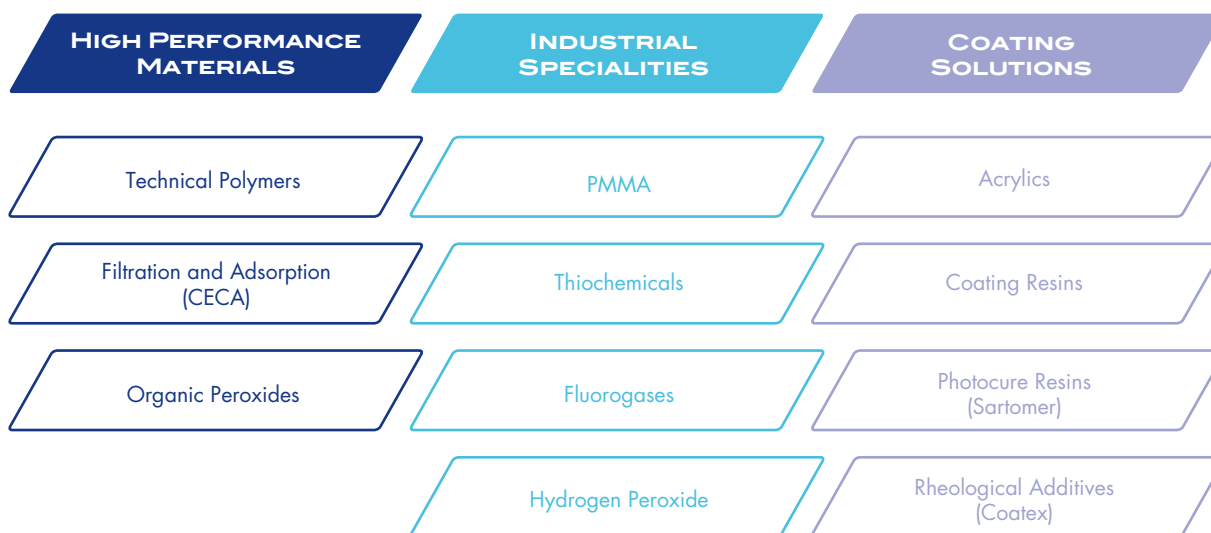 HIGH PERFORMANCE
MATERIALS
Technical Polymers
Filtration and Adsorption
(CECA)
Organic Peroxides
INDUSTRIAL
SPECIALITIES
PMMA
Thiochemicals
Fluorogases
Hydrogen Peroxide
COATING
SOLUTIONS
Acrylics
Coating Resins
Photocure Resins
(Sartomer)
Rheological Additives
(Coatex)